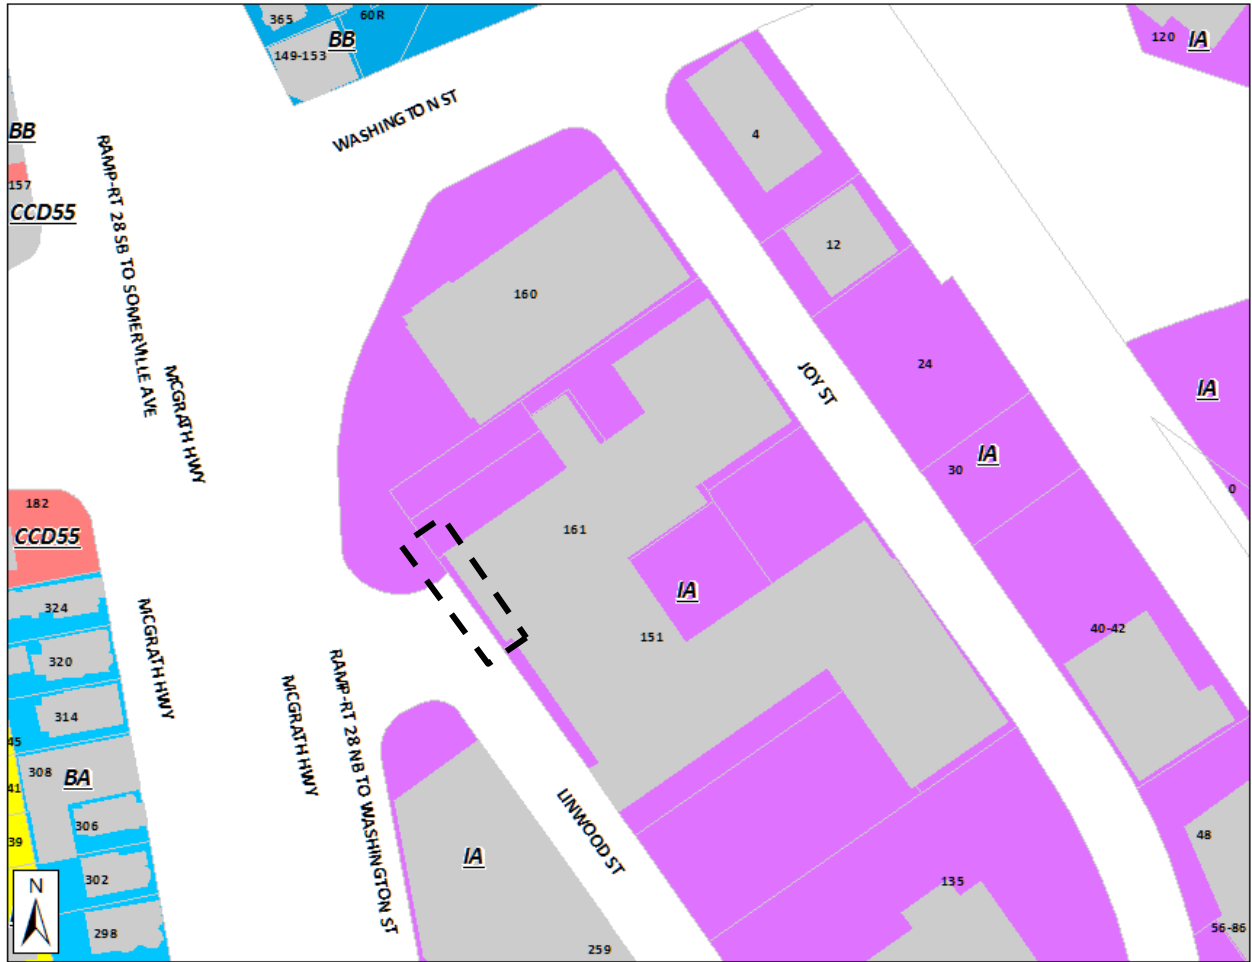 365
60R
BB
149-153
120
IA
WASHINGTON ST
4
BB
157
CCD55
RAMP-RT 28 SB TO SOMERVILLE AVE
12
160
24
JOY ST
MCGRATH HWY
IA
IA
30
0
182
CCD55
161
IA
324
MCGRATH HWY
151
40-42
320
RAMP-RT 28 NB TO WASHINGTON ST
MCGRATH HWY
314
45
308
BA
41
LINWOOD ST
306
39
48
IA
302
135
N
298
259
56-86